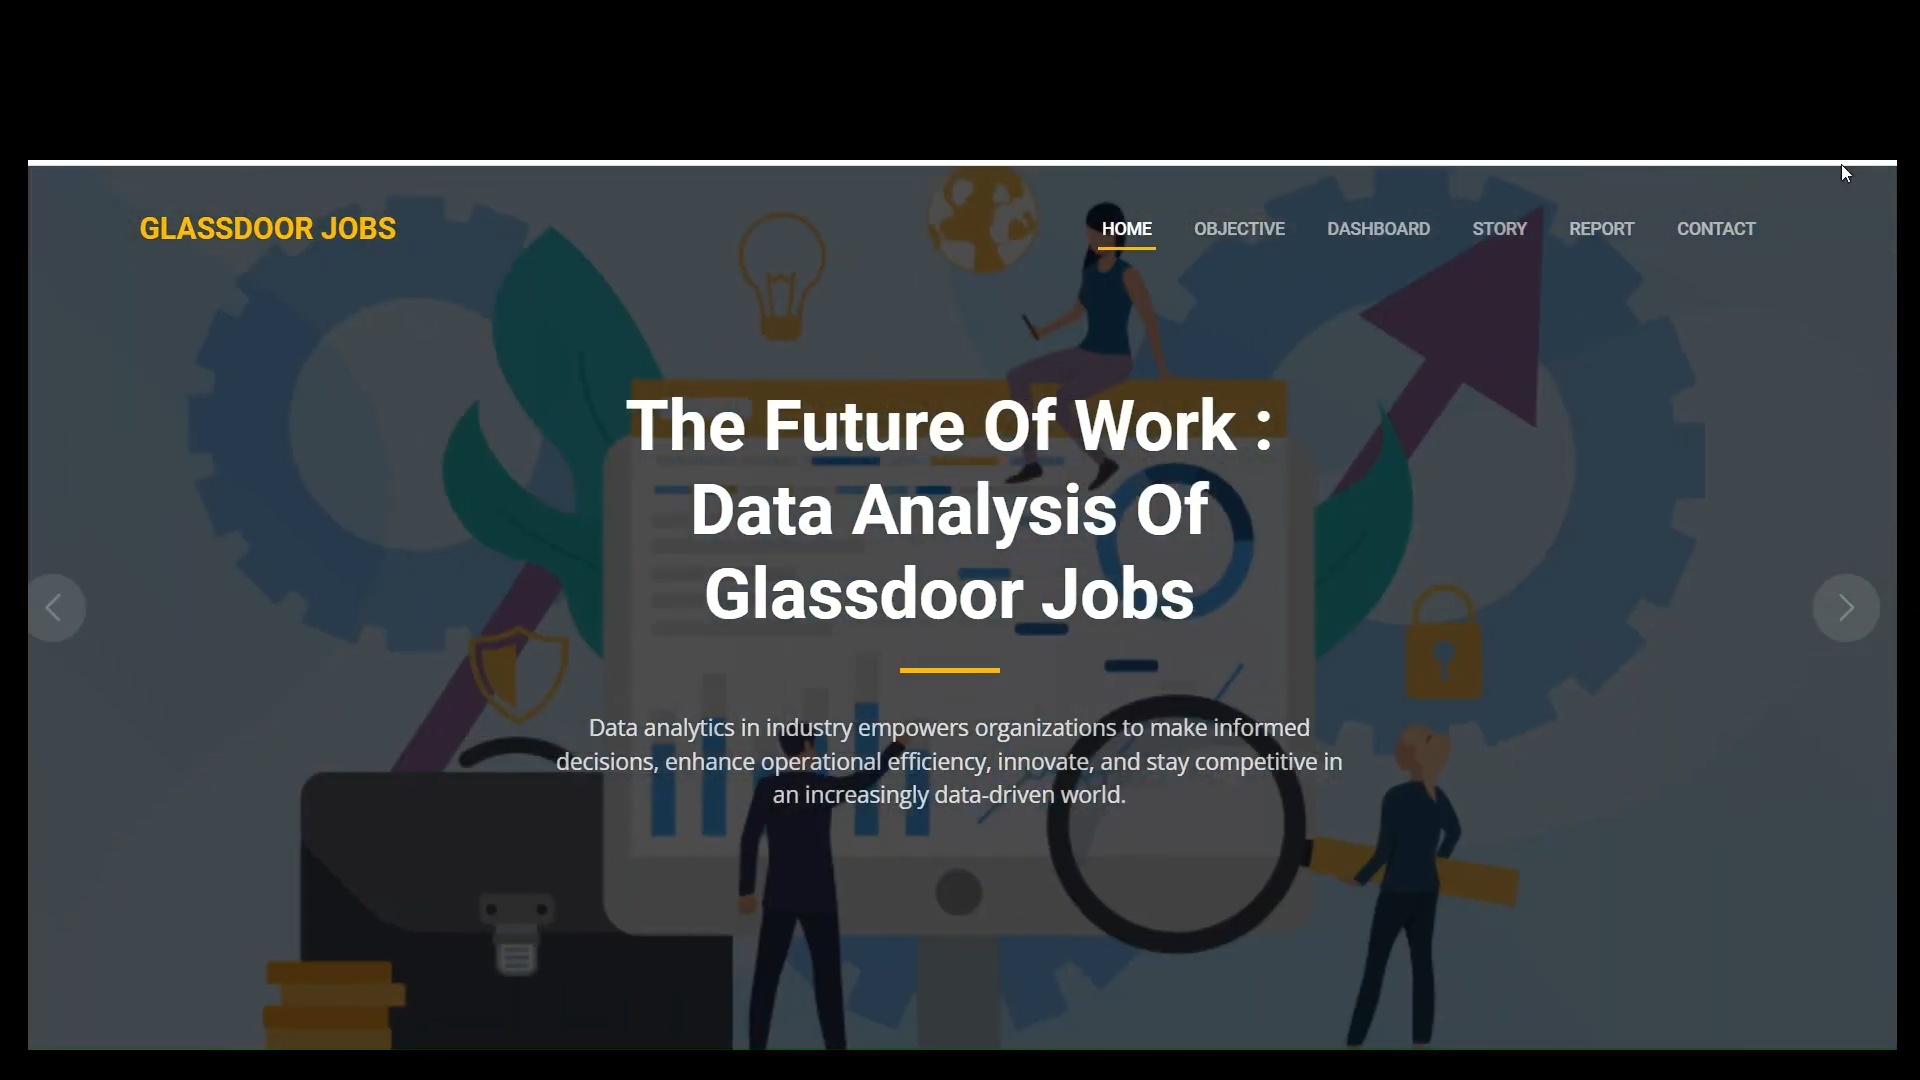 GLASSDOOR JOBS
HOME OBJECTIVE DASHBOARD STORY REPORT CONTACT
The Future Of Work :
Data Analysis Of
Glassdoor Jobs
Data analytics in industry empowers organizations to make informed
decisions, enhance operational efficiency, innovate, and stay competitive in
an increasingly data-driven world.